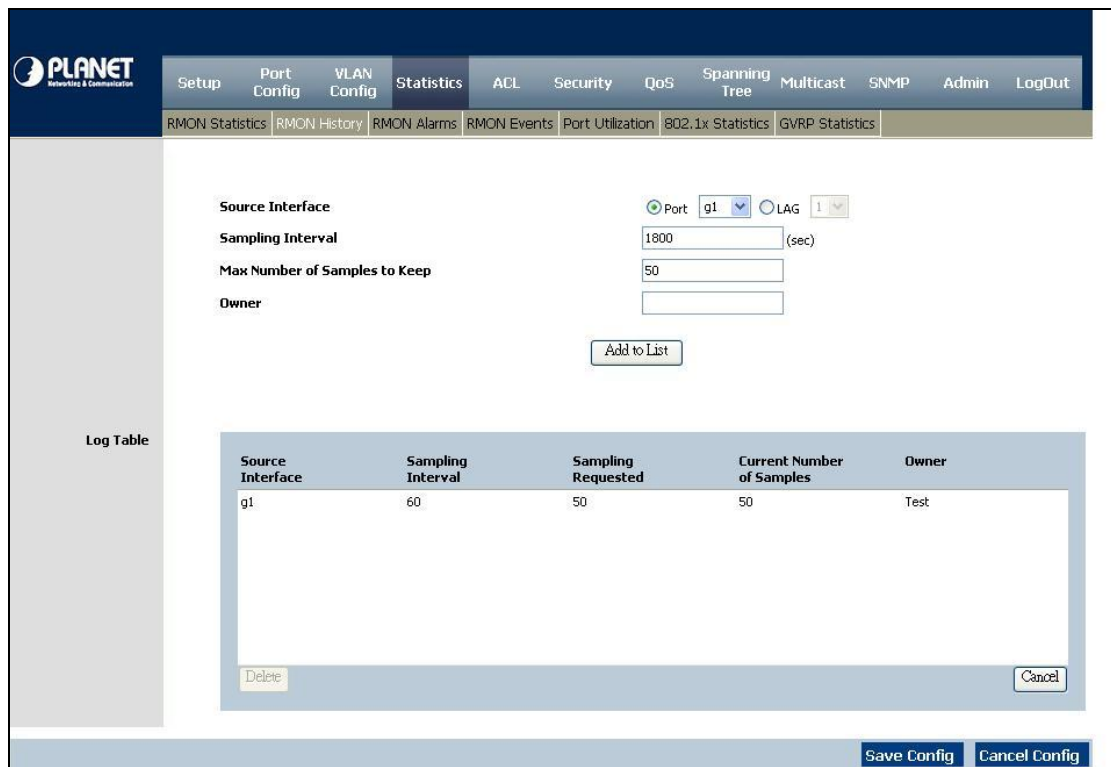 PLANET
Networking & Communication
Setup Port Config VLAN Config Statistics ACL Security QoS Spanning Tree Multicast SNMP Admin LogOut
RMON Statistics RMON History RMON Alarms RMON Events Port Utilization 802.1x Statistics GVRP Statistics
Source Interface Port g1 LAG 1
Sampling Interval 1800 (sec)
Max Number of Samples to Keep 50
Owner
Add to List
Log Table
Source Interface Sampling Interval Sampling Requested Current Number of Samples Owner
g1 60 50 50 Test
Delete Cancel
Save Config Cancel Config